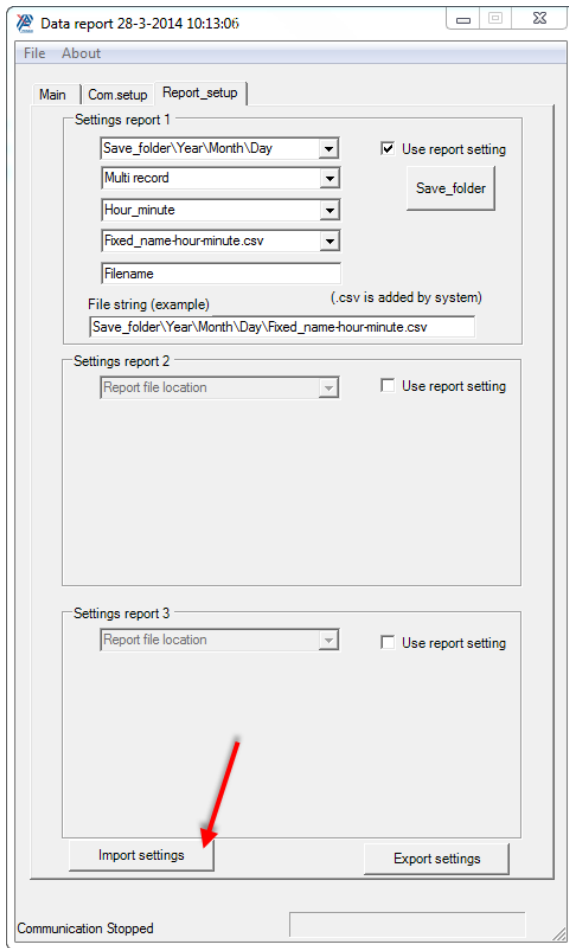 Data report 28-3-2014 10:13:06
File About
Main Com.setup Report_setup
Settings report 1
Save_folder\Year\Month\Day Use report setting
Multi record Save_folder
Hour_minute
Fixed_name-hour-minute.csv
Filename
File string (example) (.csv is added by system)
Save_folder\Year\Month\Day\Fixed_name-hour-minute.csv
Settings report 2
Report file location Use report setting
Settings report 3
Report file location Use report setting
Import settings Export settings
Communication Stopped